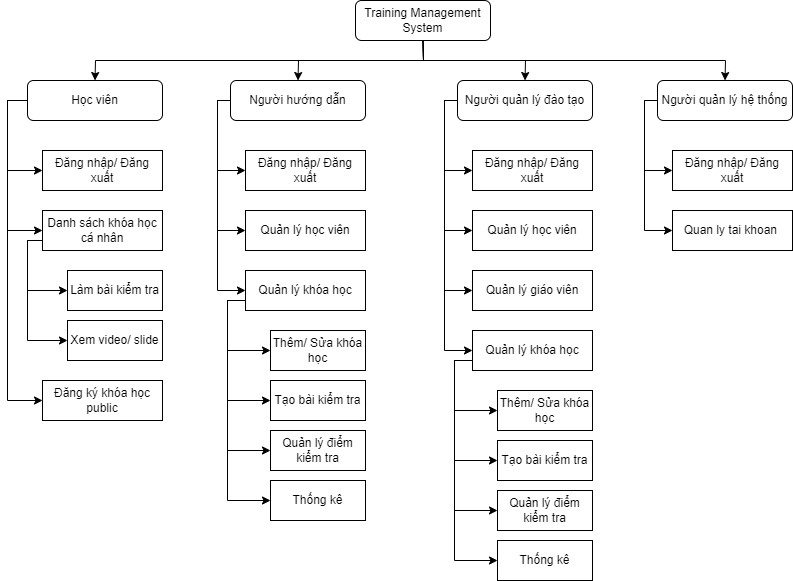 Training Management
System
Học viên
Người hướng dẫn
Người quản lý đảo tạo
Người quản lý hệ thống
Đăng nhập/ Đăng
xuất
Đăng nhập/ Đăng
xuất
Đăng nhập/ Đăng
xuất
Đăng nhập/ Đăng
xuất
Danh sách khóa học
cá nhân
Quản lý học viên
Quản lý học viên
Quan ly tai khoan
Làm bài kiểm tra
Quản lý khóa học
Quản lý giáo viên
Xem video/ slide
Thêm/ Sửa khóa
học
Quản lý khóa học
Đăng ký khóa học
public
Tạo bài kiểm tra
Thêm/ Sửa khóa
học
Quản lý điểm
kiểm tra
Tạo bài kiểm tra
Thống kê
Quản lý điểm
kiểm tra
Thống kê